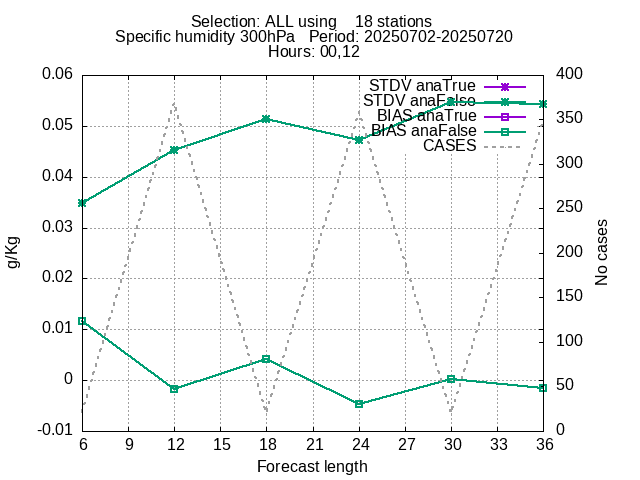 Selection: ALL using    18 stations
Specific humidity 300hPa   Period: 20250702-20250720
Hours: 00,12
STDV anaTrue
STDV anaFalse
BIAS anaTrue
BIAS anaFalse
CASES
0.06
0.05
0.04
0.03
0.02
0.01
0
-0.01
g/Kg
400
350
300
250
200
150
100
50
0
No cases
6 9 12 15 18 21 24 27 30 33 36
Forecast length